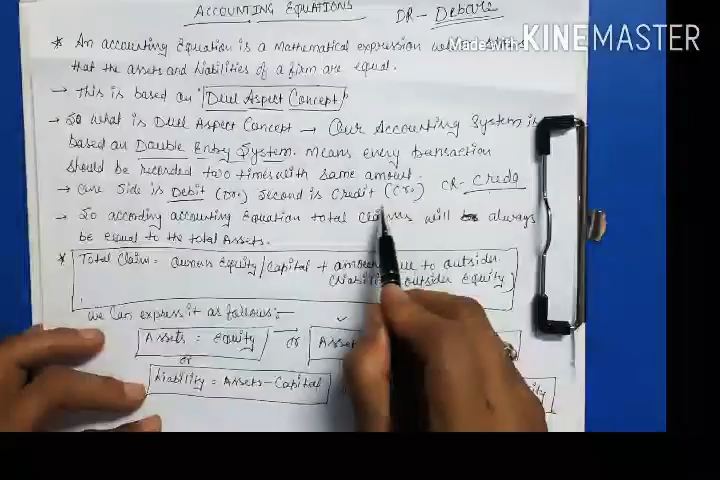 ACCOUNTING EQUATIONS
DR - Debare
Made with KINEMASTER
* An accounting Equation is a Mathematical expression
that the assets and liabilities of a firm are equal.
→ This is based on "Deul Aspect Concept"
→ So what is Deul Aspect Concept → Our Accounting System is
based on Double Entry System. Means every transaction
should be recorded two times with same amount.
→ One Side is Debit (Dr.) Second is Credit (Cr.) CR- Crede
→ So according accounting Equation total claims will always
be equal to the total Assets.
* Total Claim = owners Equity/Capital + due to outsider
outsider Equity)
We Can express it as follows:-
Assets = Equity → or
or
Liability = Assets - Capital